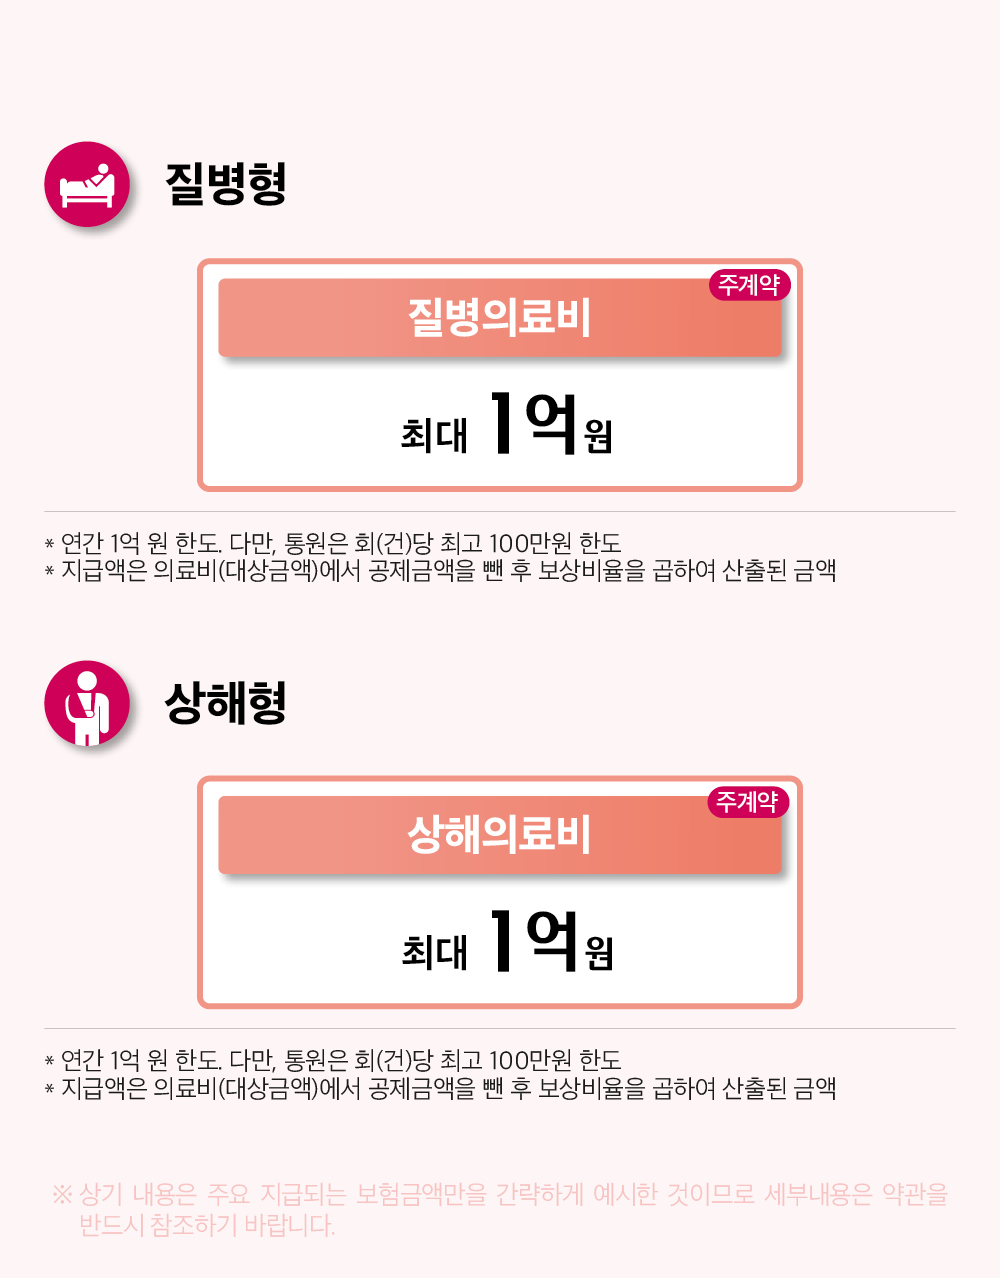 질병형
주계약
질병의료비
최대 1억원
* 연간 1억 원 한도. 다만, 통원은 회(건)당 최고 100만원 한도
* 지급액은 의료비(대상금액)에서 공제금액을 뺀 후 보상비율을 곱하여 산출된 금액
상해형
주계약
상해의료비
최대 1억원
* 연간 1억 원 한도. 다만, 통원은 회(건)당 최고 100만원 한도
* 지급액은 의료비(대상금액)에서 공제금액을 뺀 후 보상비율을 곱하여 산출된 금액
※ 상기 내용은 주요 지급되는 보험금액만을 간략하게 예시한 것이므로 세부내용은 약관을
반드시 참조하기 바랍니다.